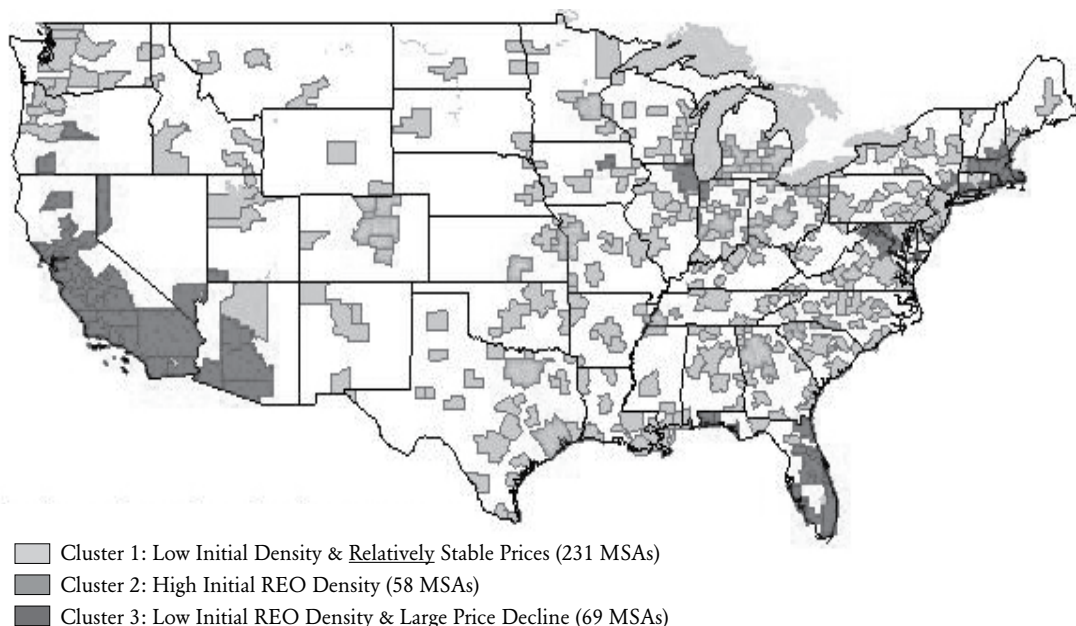 Cluster 1: Low Initial Density & Relatively Stable Prices (231 MSAs)
Cluster 2: High Initial REO Density (58 MSAs)
Cluster 3: Low Initial REO Density & Large Price Decline (69 MSAs)